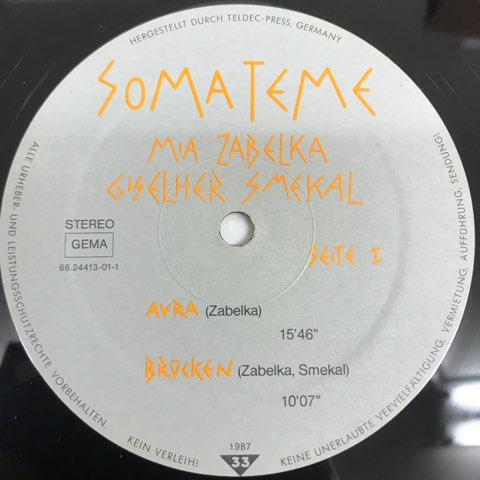 HERGESTELLT DURCH TELDEC-PRESS, GERMANY
SOMATEME
MIA ZABELKA
GISELHER SMEKAL
STEREO
GEMA
66.24413-01-1
SEITE I
AURA (Zabelka)
15'46"
BRÜCKEN (Zabelka, Smekal)
10'07"
1987
33
ALLE URHEBER- UND LEISTUNGSSCHUTZRECHTE VORBEHALTEN.
KEIN VERLEIH!
KEINE UNERLAUBTE VERVIELFÄLTIGUNG, VERMIETUNG, AUFFÜHRUNG, SENDUNG!